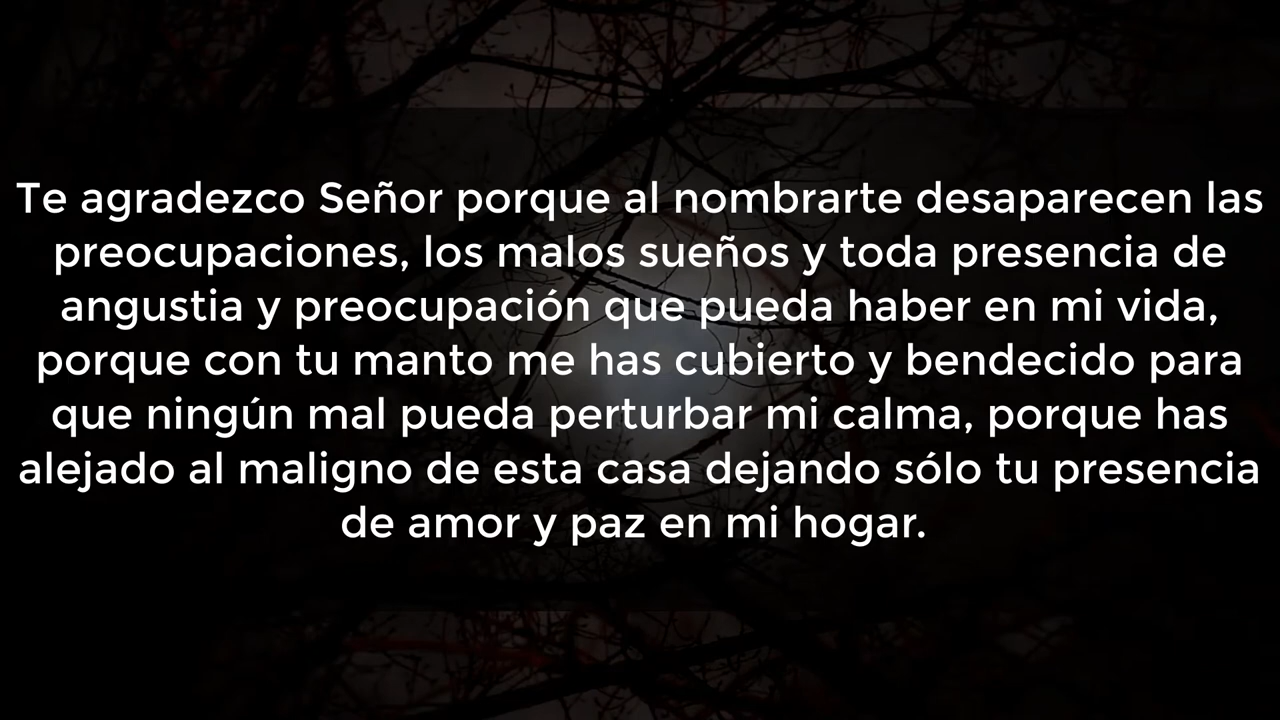 Te agradezco Señor porque al nombrarte desaparecen las
preocupaciones, los malos sueños y toda presencia de
angustia y preocupación que pueda haber en mi vida,
porque con tu manto me has cubierto y bendecido para
que ningún mal pueda perturbar mi calma, porque has
alejado al maligno de esta casa dejando sólo tu presencia
de amor y paz en mi hogar.